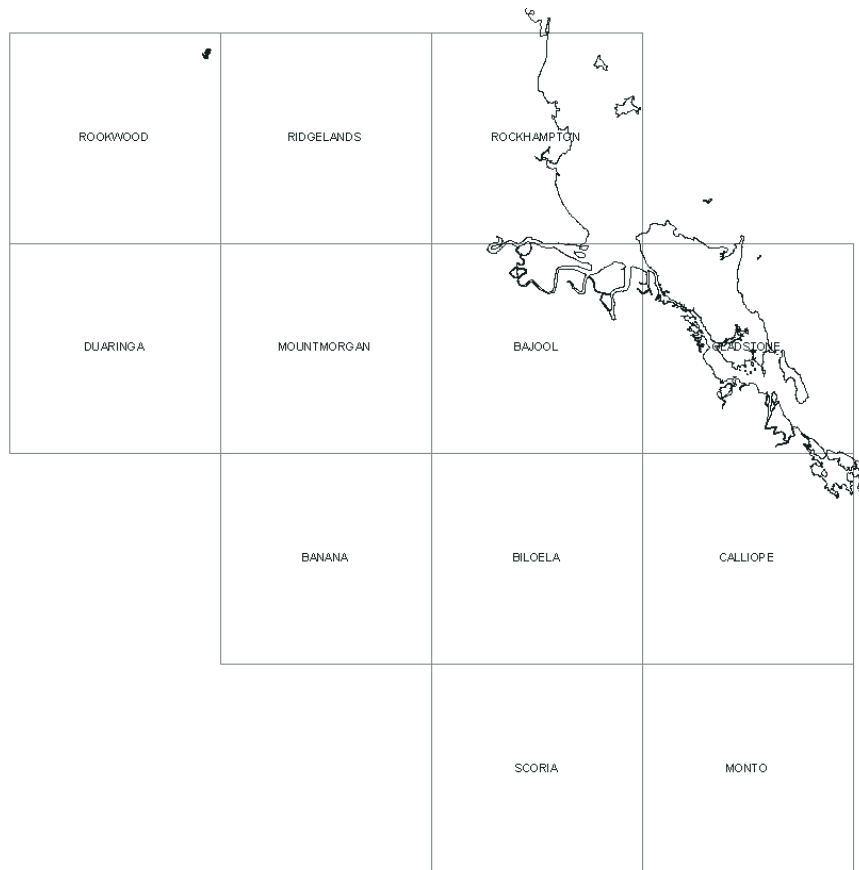 ROOKWOOD
RIDGELANDS
ROCKHAMPTON
DUARINGA
MOUNTMORGAN
BAJOOL
GLADSTONE
BANANA
BILOELA
CALLIOPE
SCORIA
MONTO